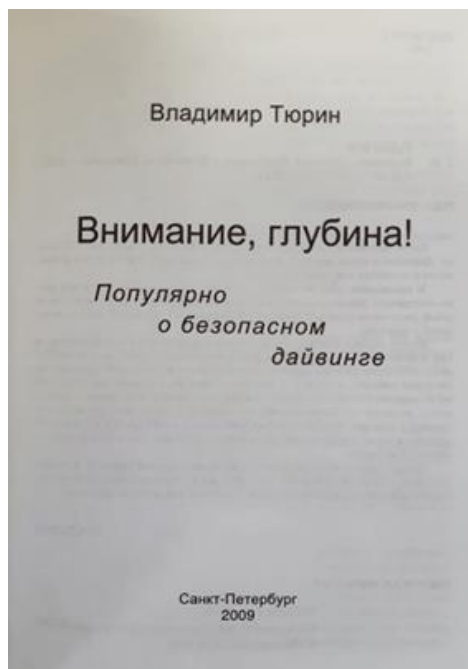 Владимир Тюрин
Внимание, глубина!
Популярно
о безопасном
дайвинге
Санкт-Петербург
2009